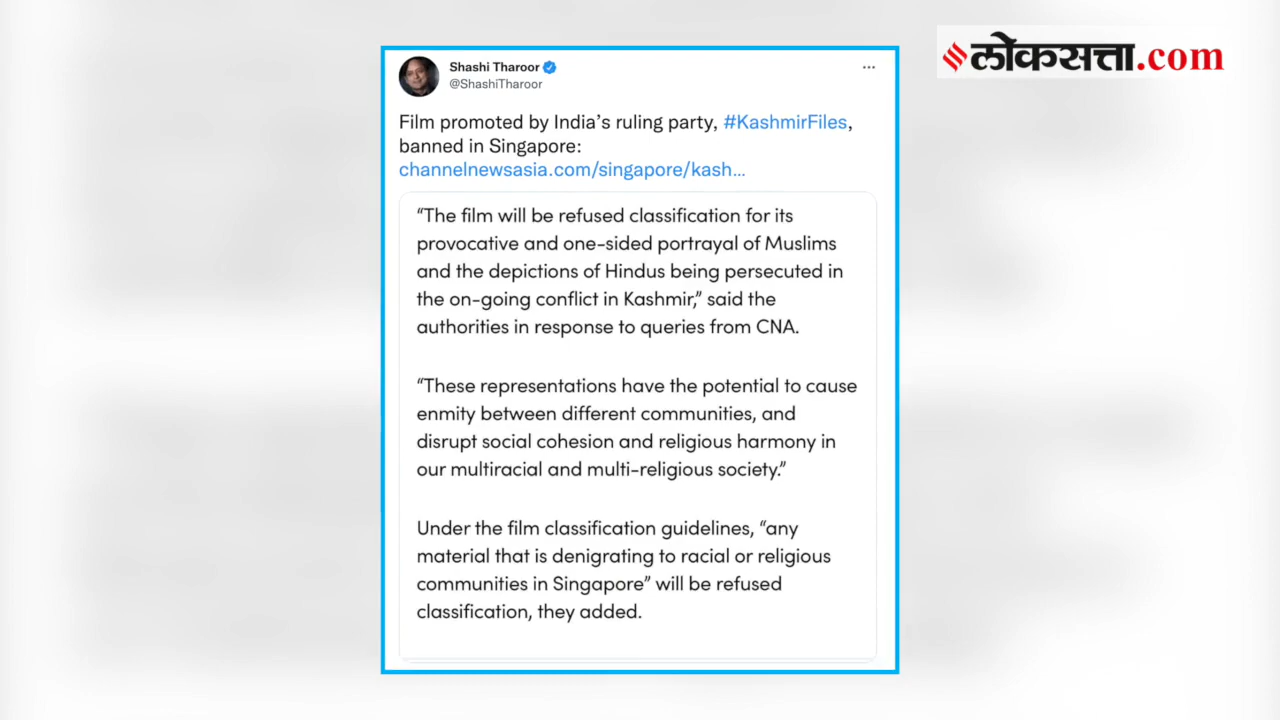 लोकसत्ता.com
Shashi Tharoor
@ShashiTharoor
Film promoted by India’s ruling party, #KashmirFiles,
banned in Singapore:
channelnewsasia.com/singapore/kash...
“The film will be refused classification for its
provocative and one-sided portrayal of Muslims
and the depictions of Hindus being persecuted in
the on-going conflict in Kashmir,” said the
authorities in response to queries from CNA.
“These representations have the potential to cause
enmity between different communities, and
disrupt social cohesion and religious harmony in
our multiracial and multi-religious society.”
Under the film classification guidelines, “any
material that is denigrating to racial or religious
communities in Singapore” will be refused
classification, they added.